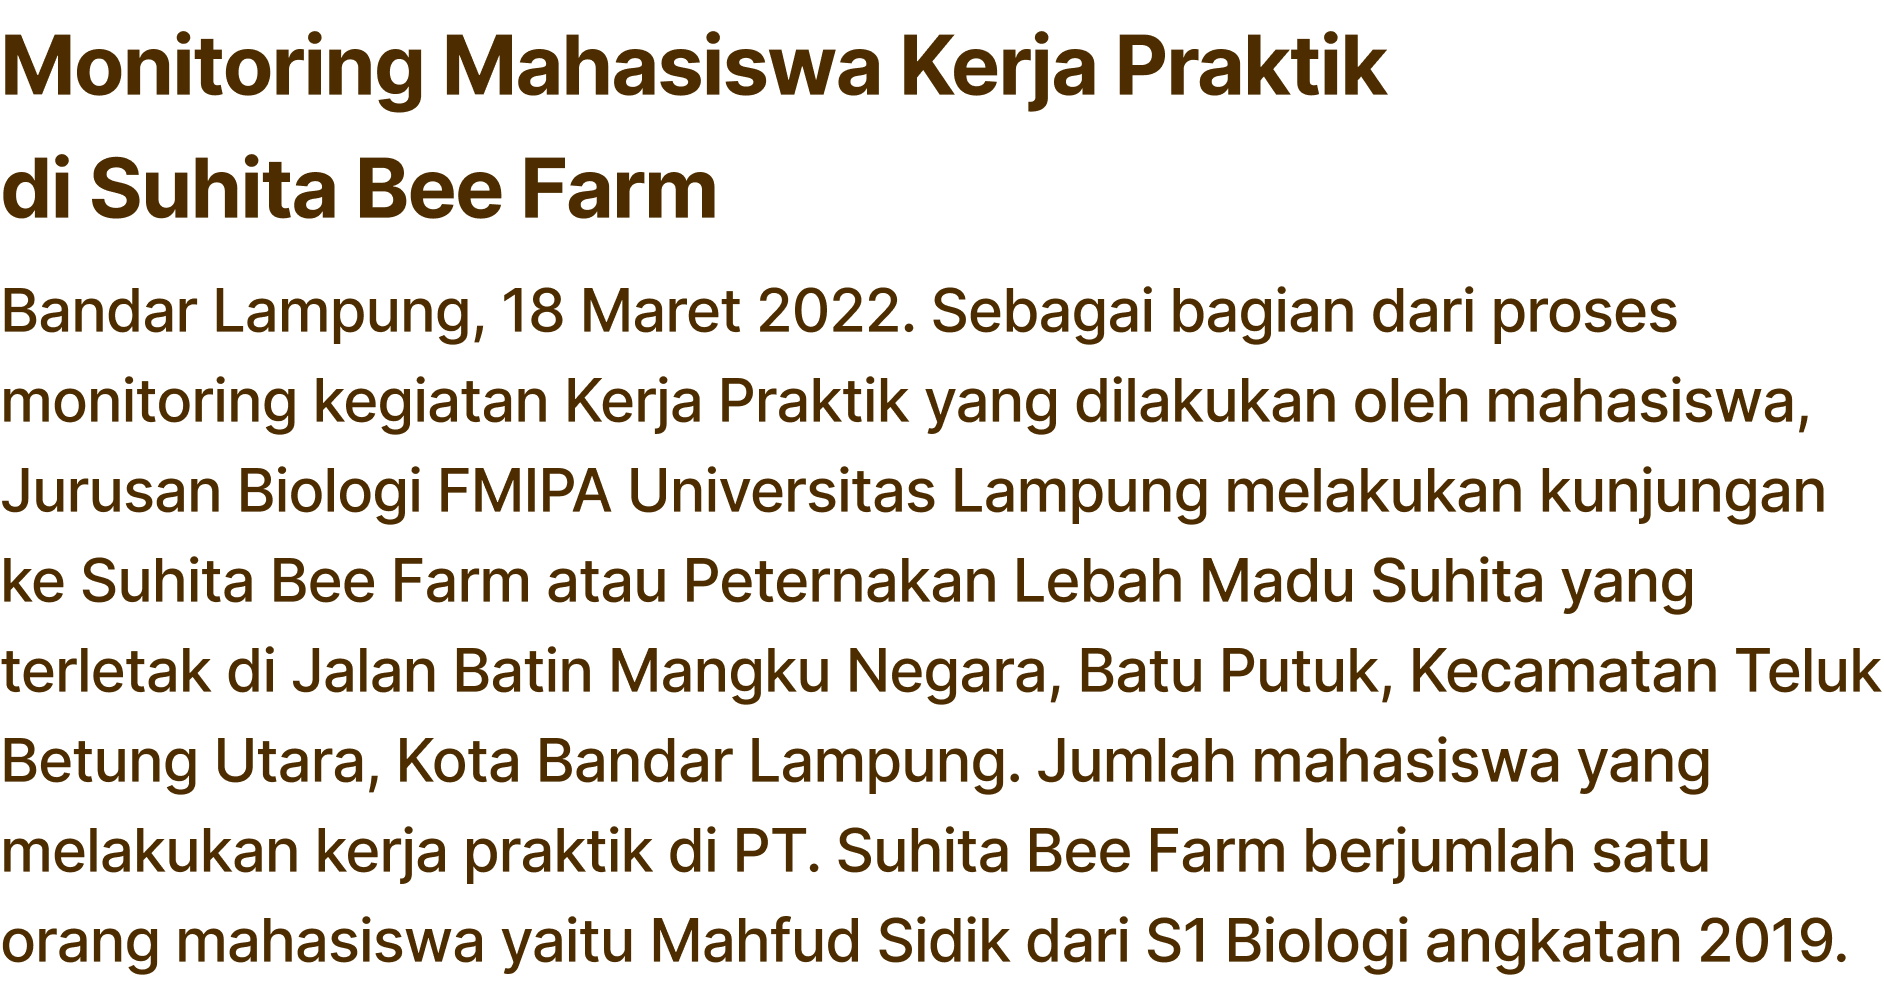 Monitoring Mahasiswa Kerja Praktik
di Suhita Bee Farm
Bandar Lampung, 18 Maret 2022. Sebagai bagian dari proses
monitoring kegiatan Kerja Praktik yang dilakukan oleh mahasiswa,
Jurusan Biologi FMIPA Universitas Lampung melakukan kunjungan
ke Suhita Bee Farm atau Peternakan Lebah Madu Suhita yang
terletak di Jalan Batin Mangku Negara, Batu Putuk, Kecamatan Teluk
Betung Utara, Kota Bandar Lampung. Jumlah mahasiswa yang
melakukan kerja praktik di PT. Suhita Bee Farm berjumlah satu
orang mahasiswa yaitu Mahfud Sidik dari S1 Biologi angkatan 2019.